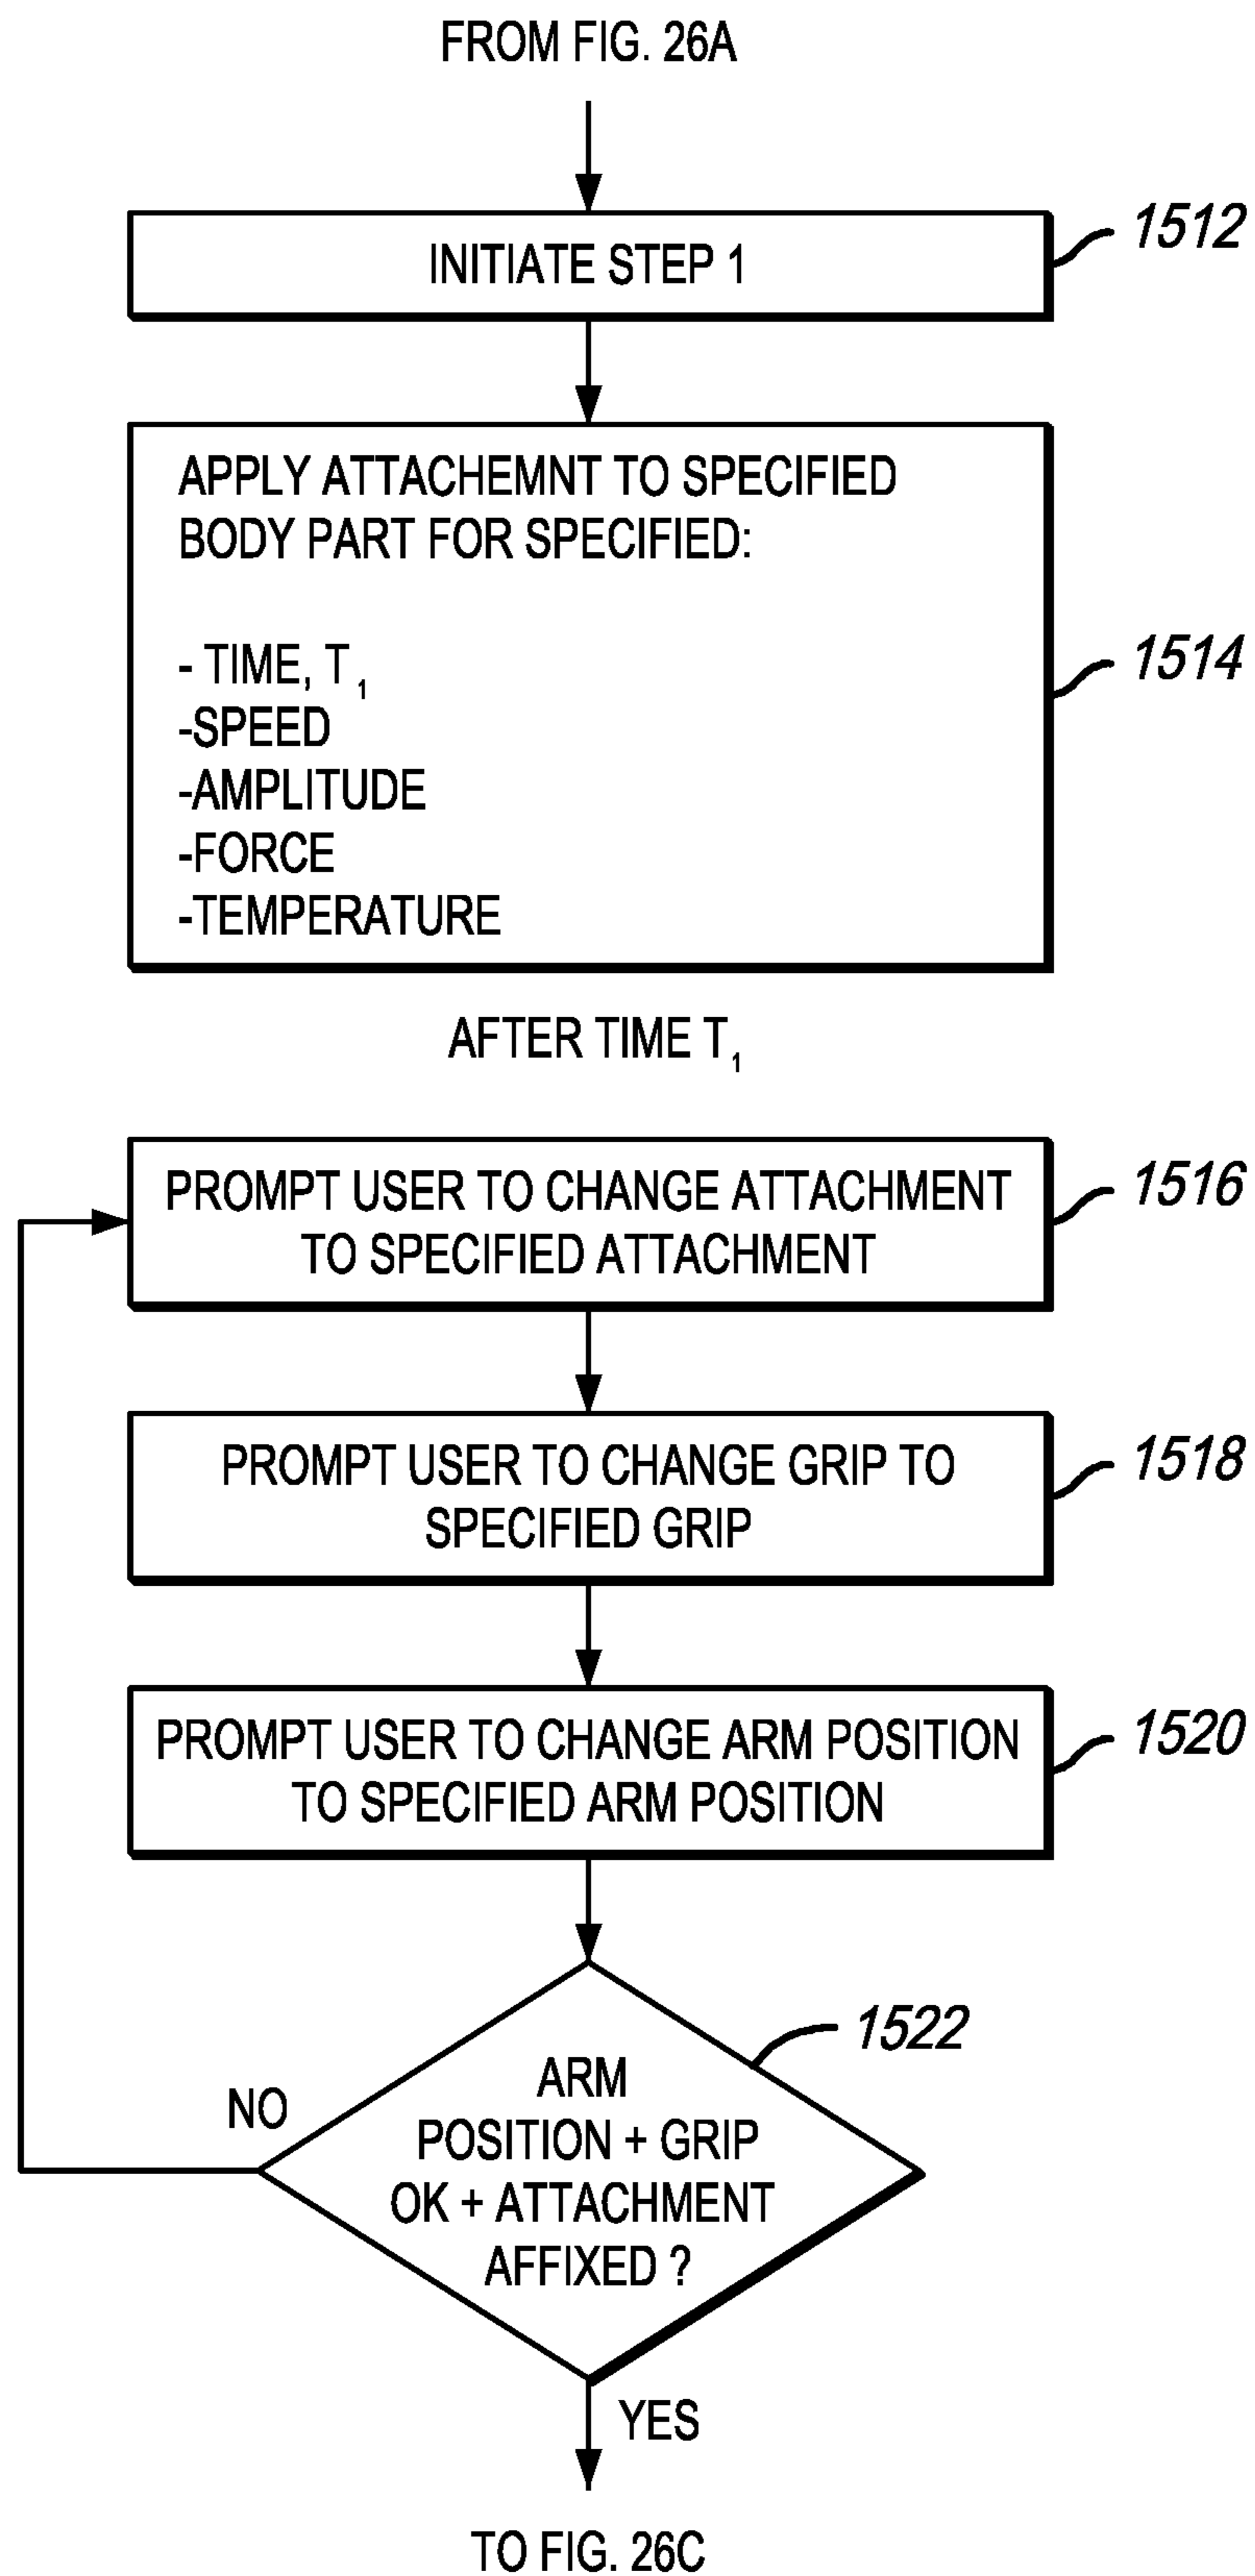 FROM FIG. 26A
INITIATE STEP 1
1512
APPLY ATTACHEMNT TO SPECIFIED
BODY PART FOR SPECIFIED:
- TIME, T₁
-SPEED
-AMPLITUDE
-FORCE
-TEMPERATURE
1514
AFTER TIME T₁
PROMPT USER TO CHANGE ATTACHMENT
TO SPECIFIED ATTACHMENT
1516
PROMPT USER TO CHANGE GRIP TO
SPECIFIED GRIP
1518
PROMPT USER TO CHANGE ARM POSITION
TO SPECIFIED ARM POSITION
1520
1522
NO
ARM
POSITION + GRIP
OK + ATTACHMENT
AFFIXED ?
YES
TO FIG. 26C